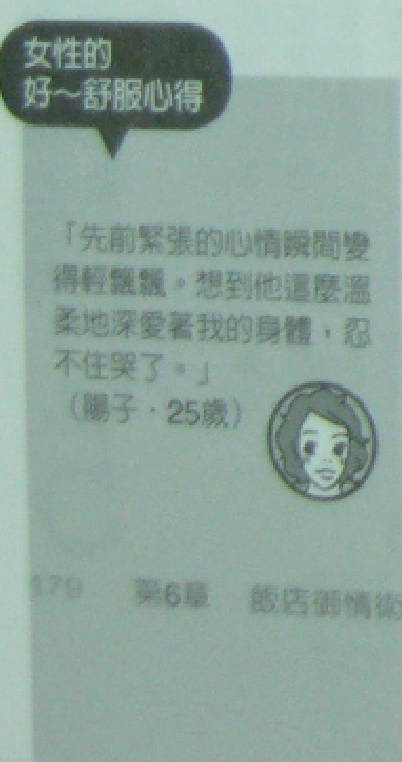 女性的
好～舒服心得
「先前緊張的心情瞬間變
得輕飄飄。想到他這麼溫
柔地深愛著我的身體，忍
不住哭了。」
（陽子‧25歲）
179 第6章 飯店御情術